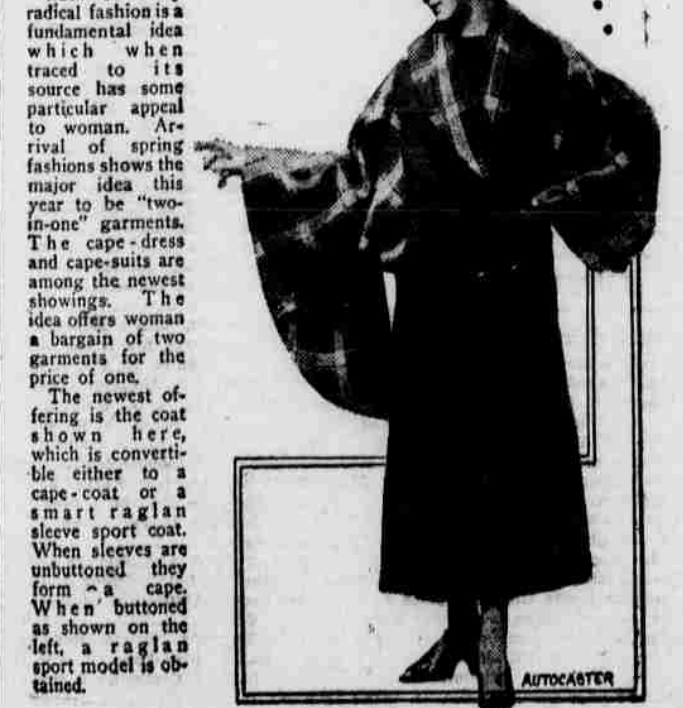 radical fashion is a
fundamental idea
which when
traced to its
source has some
particular appeal
to woman. Ar-
rival of spring
fashions shows the
major idea this
year to be "two-
in-one" garments.
The cape-dress
and cape-suits are
among the newest
showings. The
idea offers woman
a bargain of two
garments for the
price of one.
The newest of-
fering is the coat
shown here,
which is converti-
ble either to a
cape-coat or a
smart raglan
sleeve sport coat.
When sleeves are
unbuttoned they
form a cape.
When buttoned
as shown on the
left, a raglan
sport model is ob-
tained.
AUTOCASTER